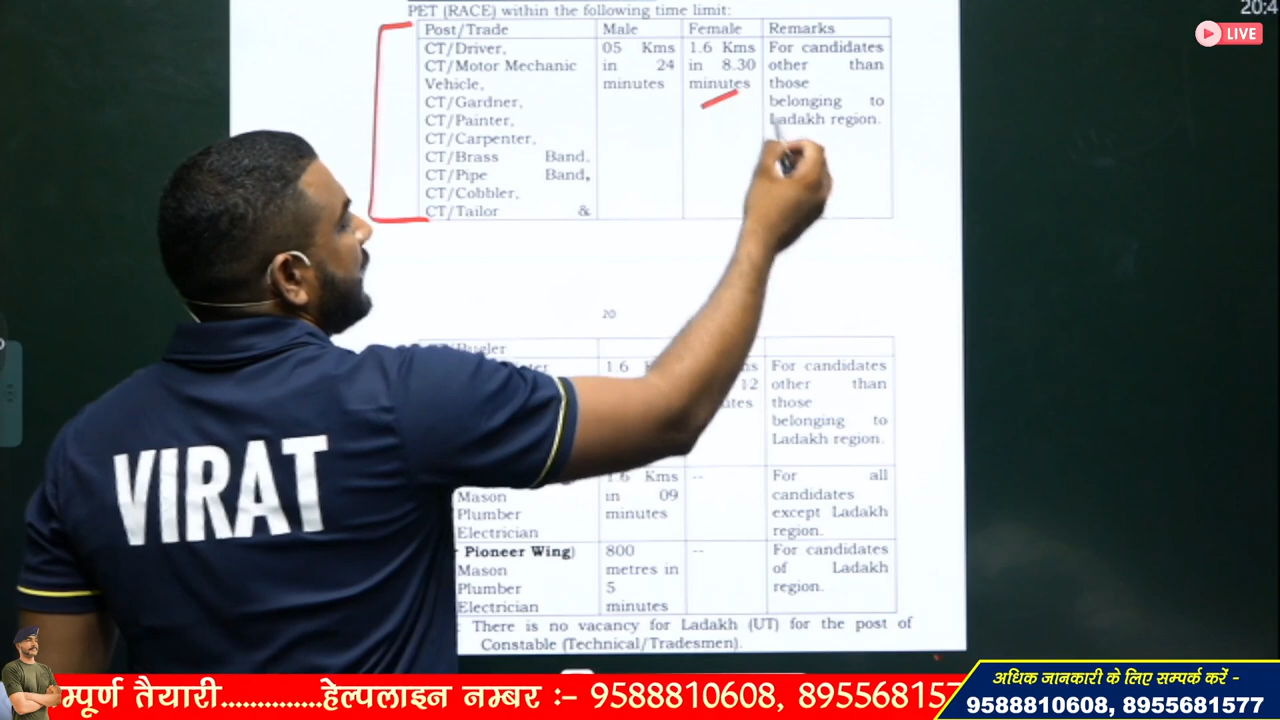 20:4
LIVE
PET (RACE) within the following time limit:
Post/Trade Male Female Remarks
CT/Driver, 05 Kms 1.6 Kms For candidates
CT/Motor Mechanic in 24 in 8.30 other than
Vehicle, minutes minutes those
CT/Gardner, belonging to
CT/Painter, Ladakh region.
CT/Carpenter,
CT/Brass Band,
CT/Pipe Band,
CT/Cobbler,
CT/Tailor &
20
1.6 For candidates
12 other than
those
belonging to
Ladakh region.
1.6 Kms -- For all
Mason in 09 candidates
Plumber minutes except Ladakh
Electrician region.
Pioneer Wing) 800 -- For candidates
Mason metres in of Ladakh
Plumber 5 region.
Electrician minutes
There is no vacancy for Ladakh (UT) for the post of
Constable (Technical/Tradesmen).
VIRAT
म्पूर्ण तैयारी..............हेल्पलाइन नम्बर :- 9588810608, 89556815
अधिक जानकारी के लिए सम्पर्क करें -
9588810608, 8955681577